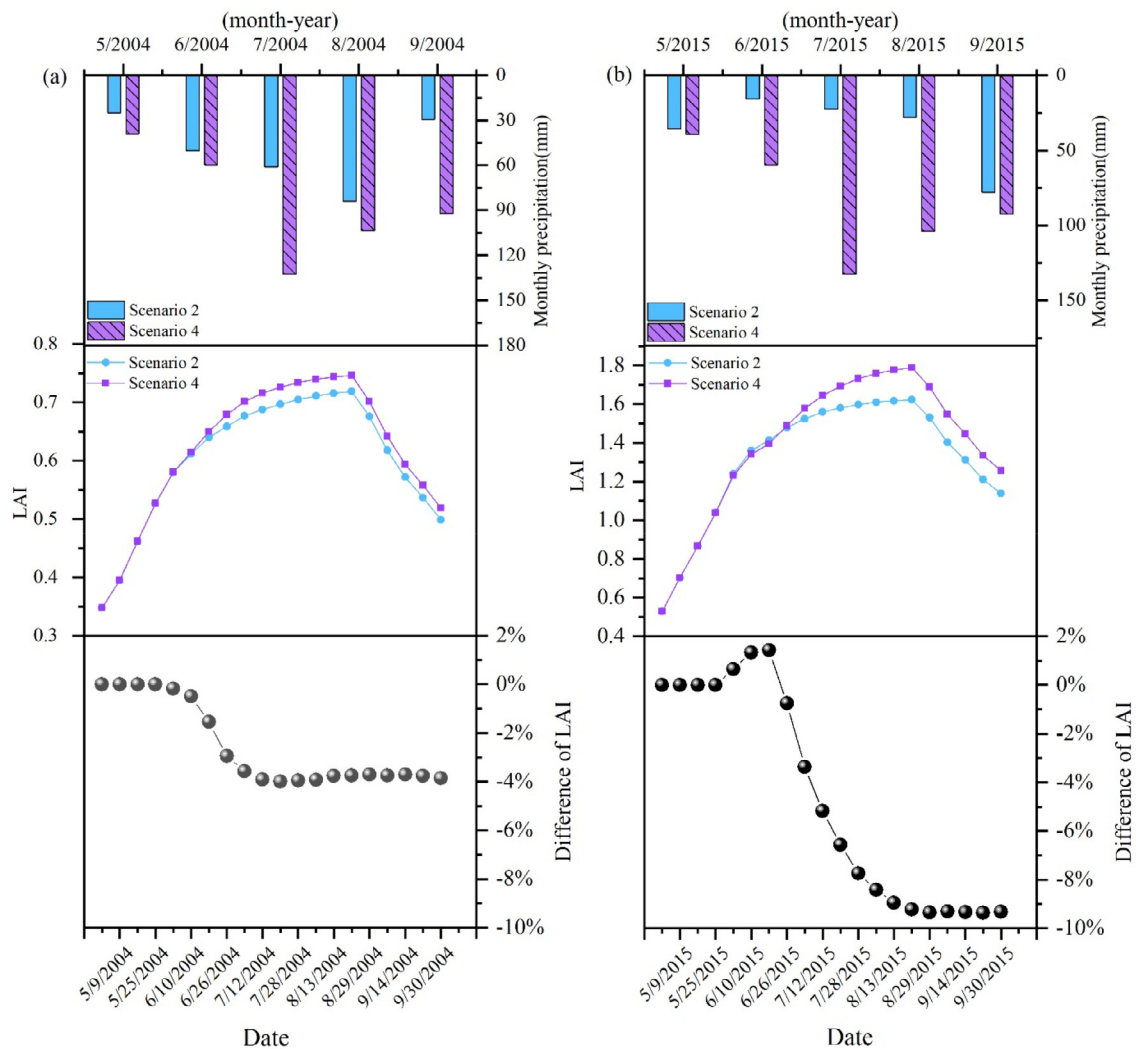 (month-year)
5/2004 6/2004 7/2004 8/2004 9/2004
(a)
0
30
60
90
120
150
180
Monthly precipitation(mm)
Scenario 2
Scenario 4
0.8
0.7
0.6
0.5
0.4
0.3
LAI
Scenario 2
Scenario 4
2%
0%
-2%
-4%
-6%
-8%
-10%
Difference of LAI
5/9/2004
5/25/2004
6/10/2004
6/26/2004
7/12/2004
7/28/2004
8/13/2004
8/29/2004
9/14/2004
9/30/2004
Date
(month-year)
5/2015 6/2015 7/2015 8/2015 9/2015
(b)
0
50
100
150
Monthly precipitation(mm)
Scenario 2
Scenario 4
1.8
1.6
1.4
1.2
1.0
0.8
0.6
0.4
LAI
Scenario 2
Scenario 4
2%
0%
-2%
-4%
-6%
-8%
-10%
Difference of LAI
5/9/2015
5/25/2015
6/10/2015
6/26/2015
7/12/2015
7/28/2015
8/13/2015
8/29/2015
9/14/2015
9/30/2015
Date